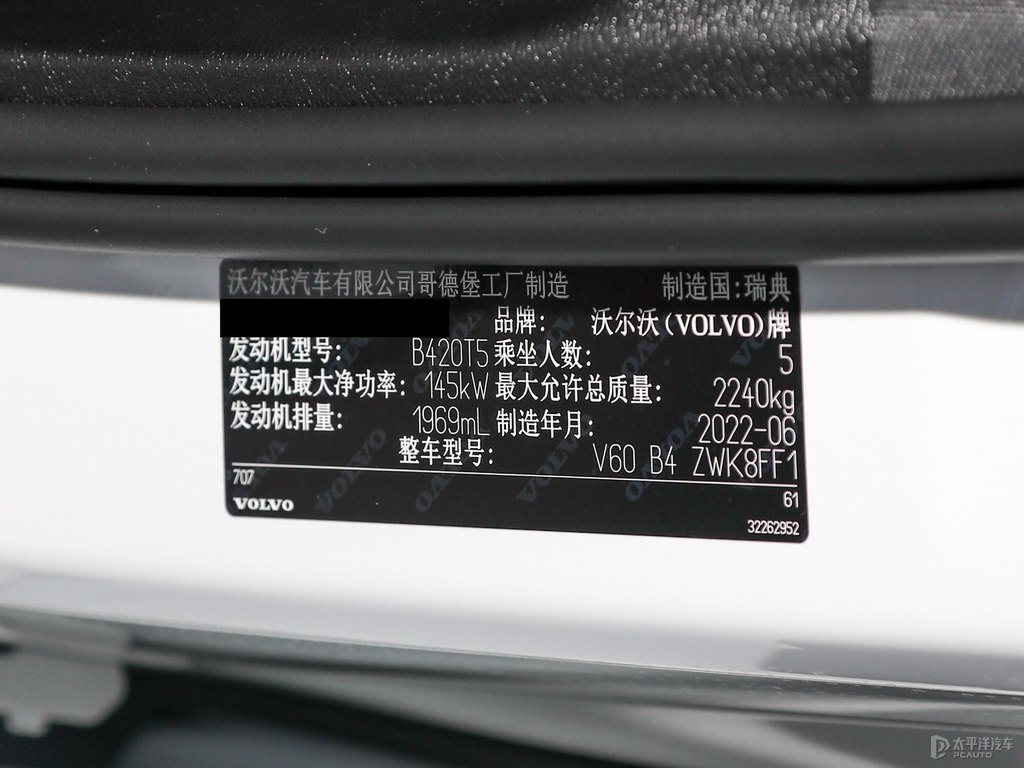 沃尔沃汽车有限公司哥德堡工厂制造 制造国:瑞典
品牌: 沃尔沃(VOLVO)牌
发动机型号: B420T5 乘坐人数: 5
发动机最大净功率: 145kW 最大允许总质量: 2240kg
发动机排量: 1969mL 制造年月: 2022-06
整车型号: V60 B4 ZWK8FF1
707 61
VOLVO 32262952
太平洋汽车
PCAUTO